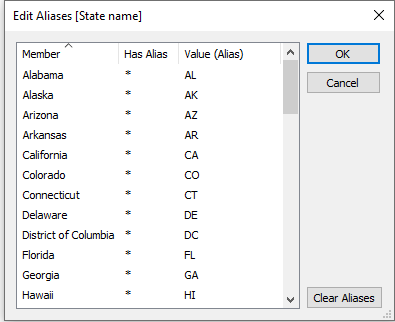 Edit Aliases [State name]
Member Has Alias Value (Alias)
Alabama * AL
Alaska * AK
Arizona * AZ
Arkansas * AR
California * CA
Colorado * CO
Connecticut * CT
Delaware * DE
District of Columbia * DC
Florida * FL
Georgia * GA
Hawaii * HI
OK
Cancel
Clear Aliases